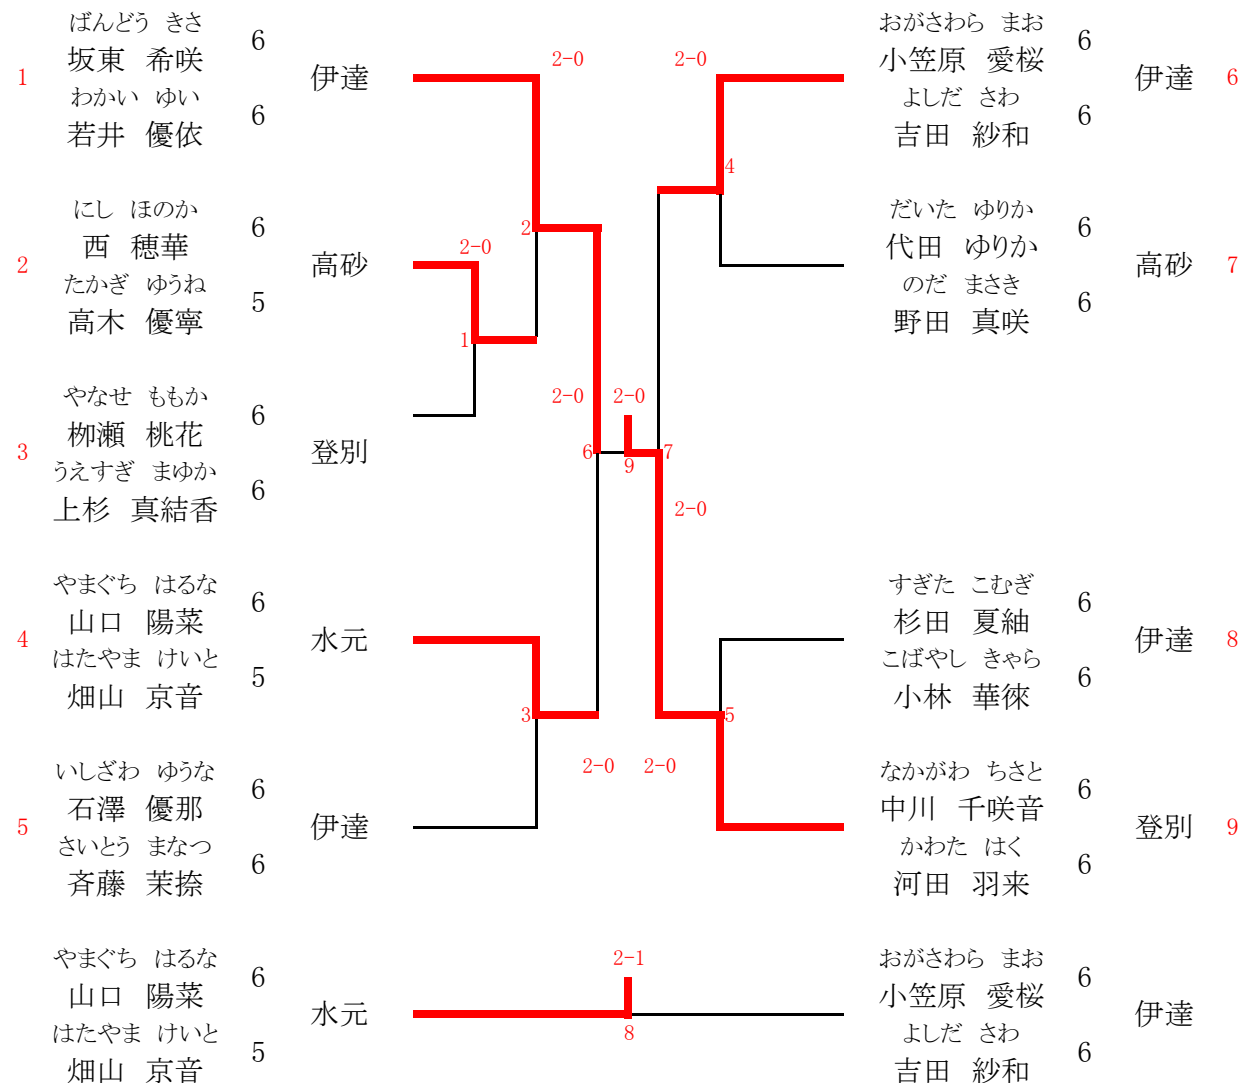 ばんどう きさ
6
坂東 希咲
1
伊達
わかい ゆい
6
若井 優依
にし ほのか
6
西 穂華
2
高砂
たかぎ ゆうね
5
高木 優寧
やなせ ももか
6
栁瀬 桃花
3
登別
うえすぎ まゆか
6
上杉 真結香
やまぐち はるな
6
山口 陽菜
4
水元
はたやま けいと
5
畑山 京音
いしざわ ゆうな
6
石澤 優那
5
伊達
さいとう まなつ
6
斉藤 茉捺
2-0
2-0
2-0
2
4
1
2-0
2-0
6
9
7
2-0
3
5
2-0
2-0
おがさわら まお
6
小笠原 愛桜
伊達
6
よしだ さわ
6
吉田 紗和
だいた ゆりか
6
代田 ゆりか
高砂
7
のだ まさき
6
野田 真咲
すぎた こむぎ
6
杉田 夏紬
伊達
8
こばやし きゃら
6
小林 華徠
なかがわ ちさと
6
中川 千咲音
登別
9
かわた はく
6
河田 羽来
やまぐち はるな
6
山口 陽菜
水元
はたやま けいと
5
畑山 京音
2-1
8
おがさわら まお
6
小笠原 愛桜
伊達
よしだ さわ
6
吉田 紗和